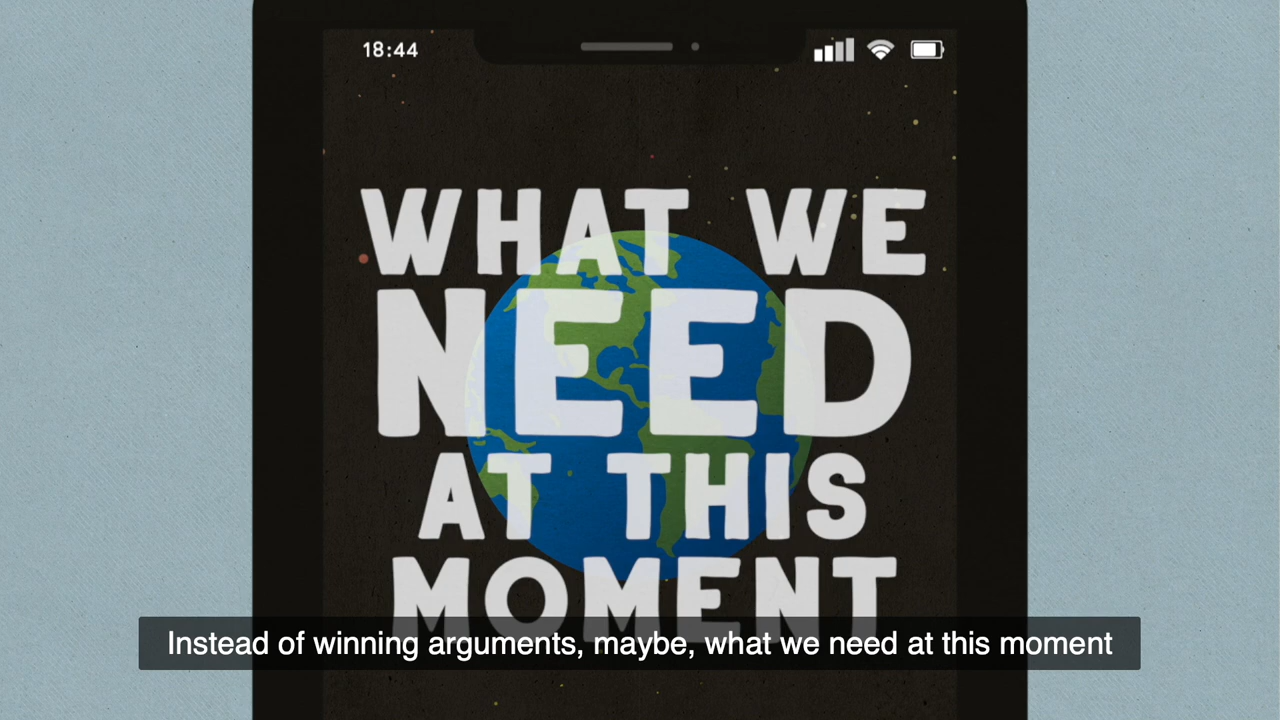 18:44
WHAT WE
NEED
AT THIS
MOMENT
Instead of winning arguments, maybe, what we need at this moment